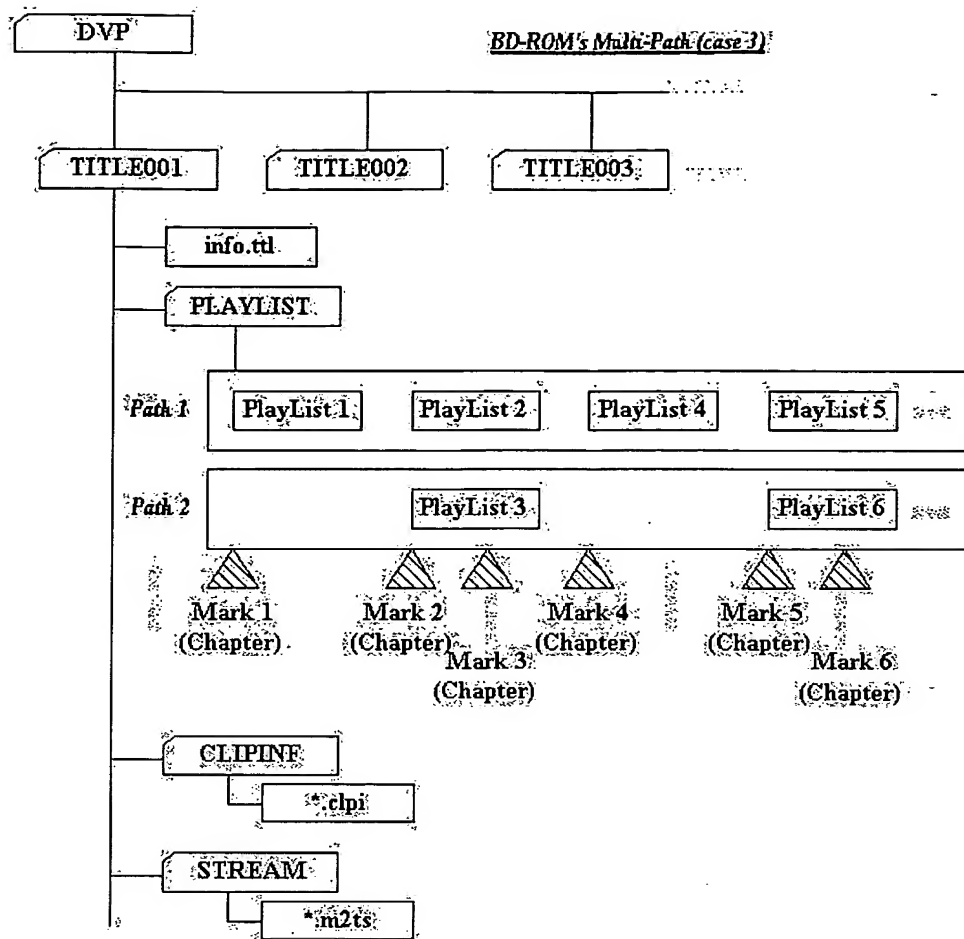 DVP
BD-ROM's Multi-Path (case 3)
TITLE001
TITLE002
TITLE003
info.ttl
PLAYLIST
Path 1
PlayList 1
PlayList 2
PlayList 4
PlayList 5
Path 2
PlayList 3
PlayList 6
Mark 1
(Chapter)
Mark 2
(Chapter)
Mark 3
(Chapter)
Mark 4
(Chapter)
Mark 5
(Chapter)
Mark 6
(Chapter)
CLIPINF
*.clpi
STREAM
*.m2ts